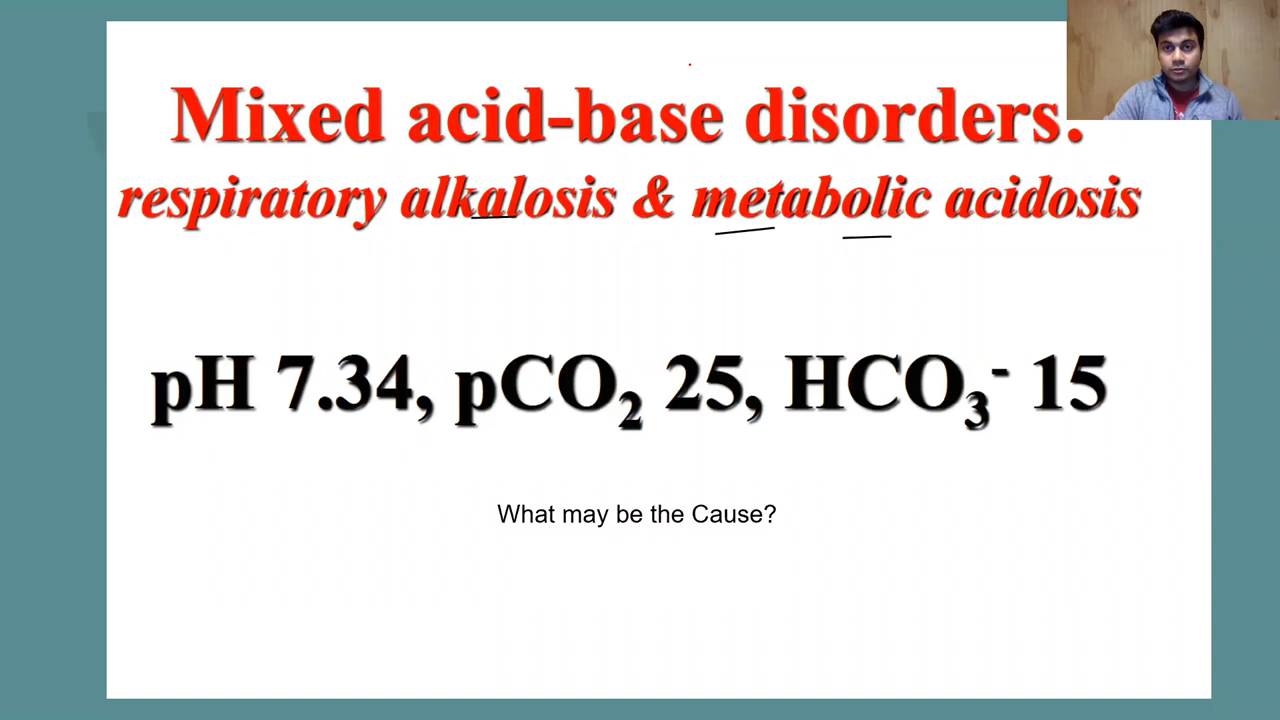 Mixed acid-base disorders:
respiratory alkalosis & metabolic acidosis
pH 7.34, pCO₂ 25, HCO₃⁻ 15
What may be the Cause?